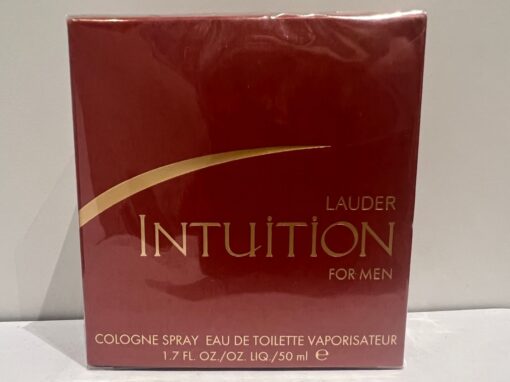 LAUDER
INTUiTiON
FOR MEN
COLOGNE SPRAY EAU DE TOILETTE VAPORISATEUR
1.7 FL. OZ./OZ. LIQ./50 ml ℮